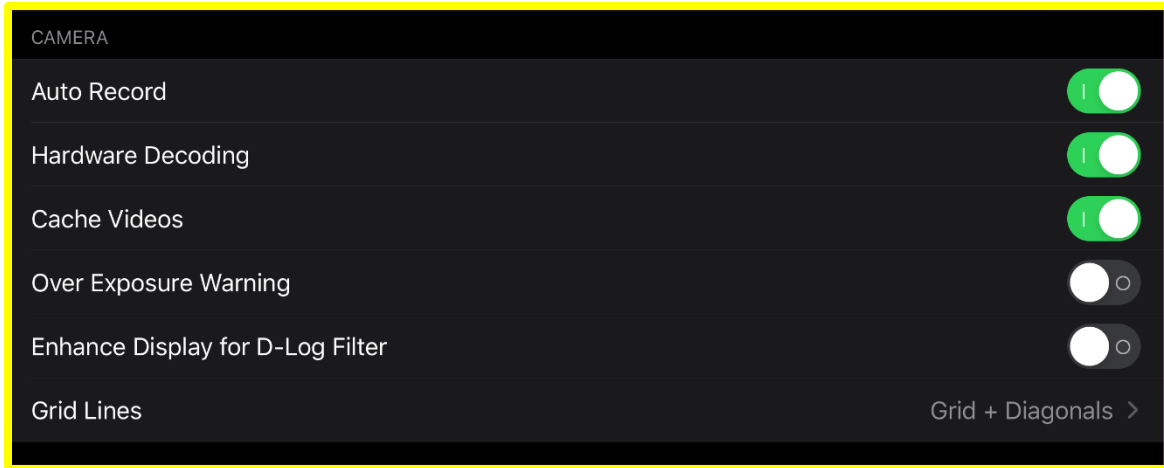 CAMERA
Auto Record
Hardware Decoding
Cache Videos
Over Exposure Warning
Enhance Display for D-Log Filter
Grid Lines Grid + Diagonals >